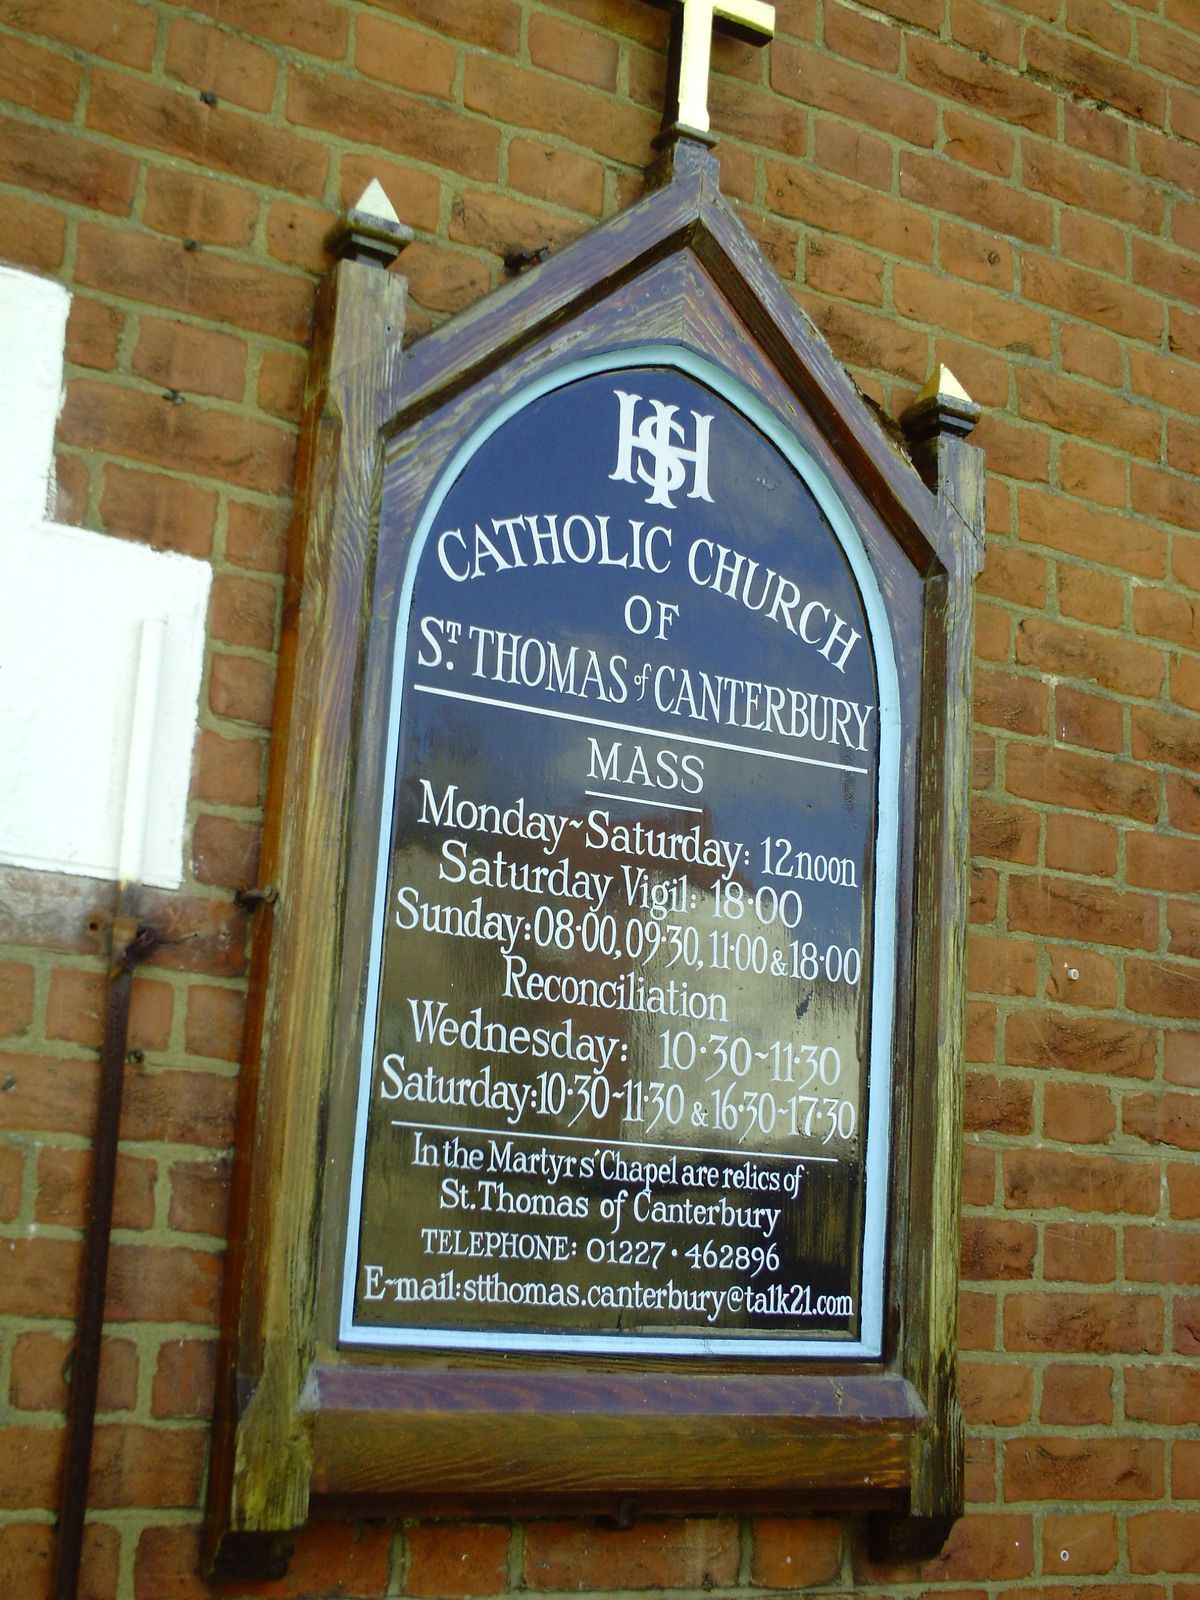 IHS
CATHOLIC CHURCH
OF
ST. THOMAS of CANTERBURY
MASS
Monday~Saturday: 12 noon
Saturday Vigil: 18·00
Sunday: 08·00, 09·30, 11·00 & 18·00
Reconciliation
Wednesday: 10·30~11·30
Saturday: 10·30~11·30 & 16·30~17·30
In the Martyrs' Chapel are relics of
St. Thomas of Canterbury
TELEPHONE: 01227·462896
E~mail: stthomas.canterbury@talk21.com